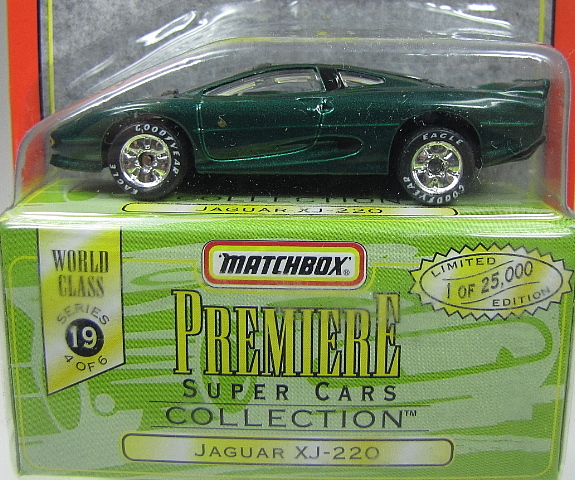 GOODYEAR
EAGLE
EAGLE
GOODYEAR
COLLECTION
JAGUAR XJ-220
WORLD
CLASS
SERIES
19
4 OF 6
MATCHBOX®
PREMIERE
SUPER CARS
COLLECTION™
JAGUAR XJ-220
LIMITED
1 OF 25,000
EDITION